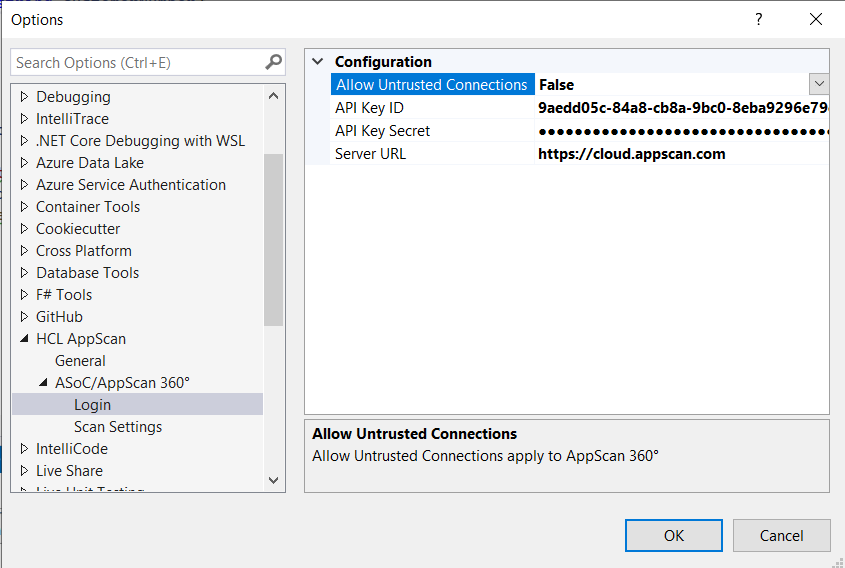 Options
?
Search Options (Ctrl+E)
Debugging
IntelliTrace
.NET Core Debugging with WSL
Azure Data Lake
Azure Service Authentication
Container Tools
Cookiecutter
Cross Platform
Database Tools
F# Tools
GitHub
HCL AppScan
General
ASoC/AppScan 360°
Login
Scan Settings
IntelliCode
Live Share
Live Unit Testing
Configuration
Allow Untrusted Connections False
API Key ID 9aedd05c-84a8-cb8a-9bc0-8eba9296e79
API Key Secret ●●●●●●●●●●●●●●●●●●●●●●●●●●●●●●●●●
Server URL https://cloud.appscan.com
Allow Untrusted Connections
Allow Untrusted Connections apply to AppScan 360°
OK
Cancel